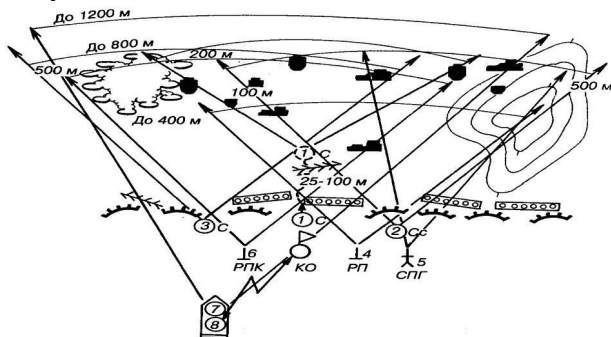 До 1200 м
До 800 м
500 м
200 м
100 м
500 м
До 400 м
1 С
25-100 м
3 С
1 С
2 Сс
6
РПК
КО
4
РП
5
СПГ
7
8